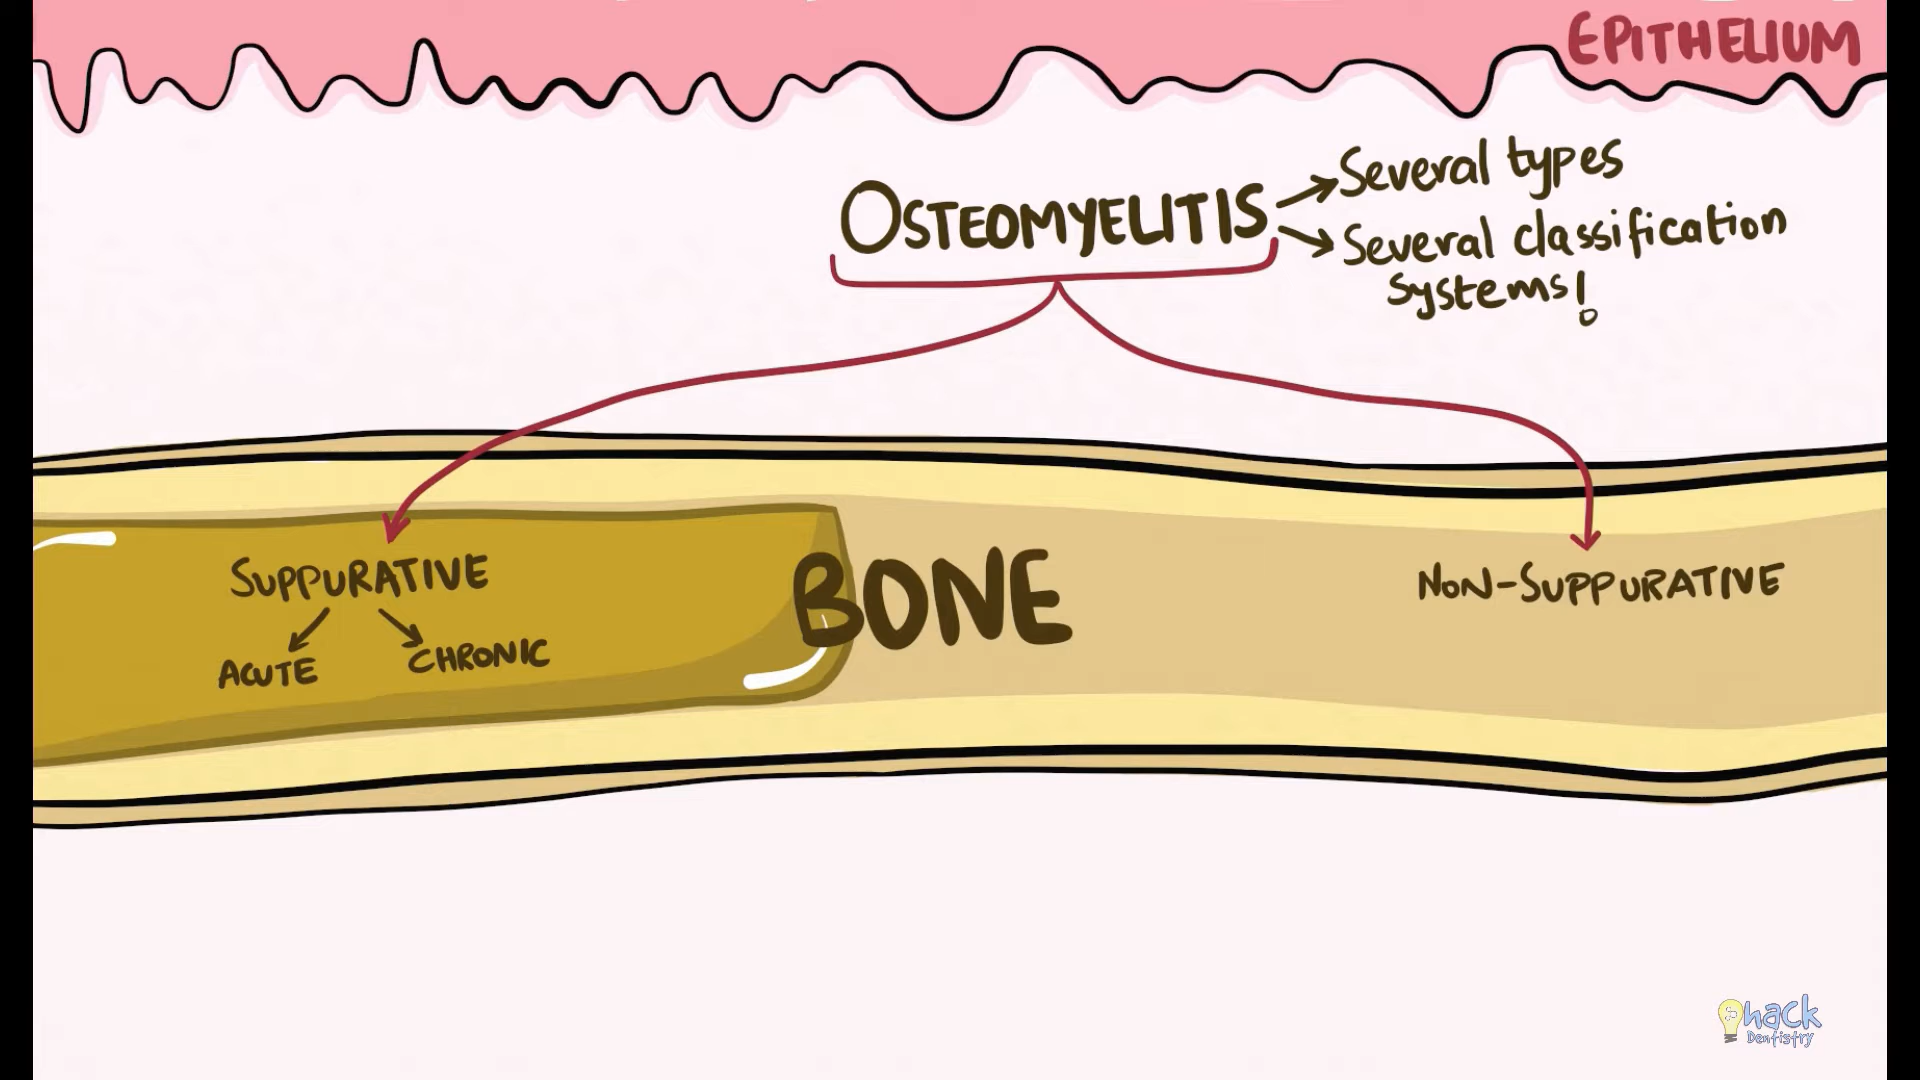 EPITHELIUM
OSTEOMYELITIS
Several types
Several classification
systems!
SUPPURATIVE
ACUTE
CHRONIC
BONE
NON-SUPPURATIVE
hack
Dentistry